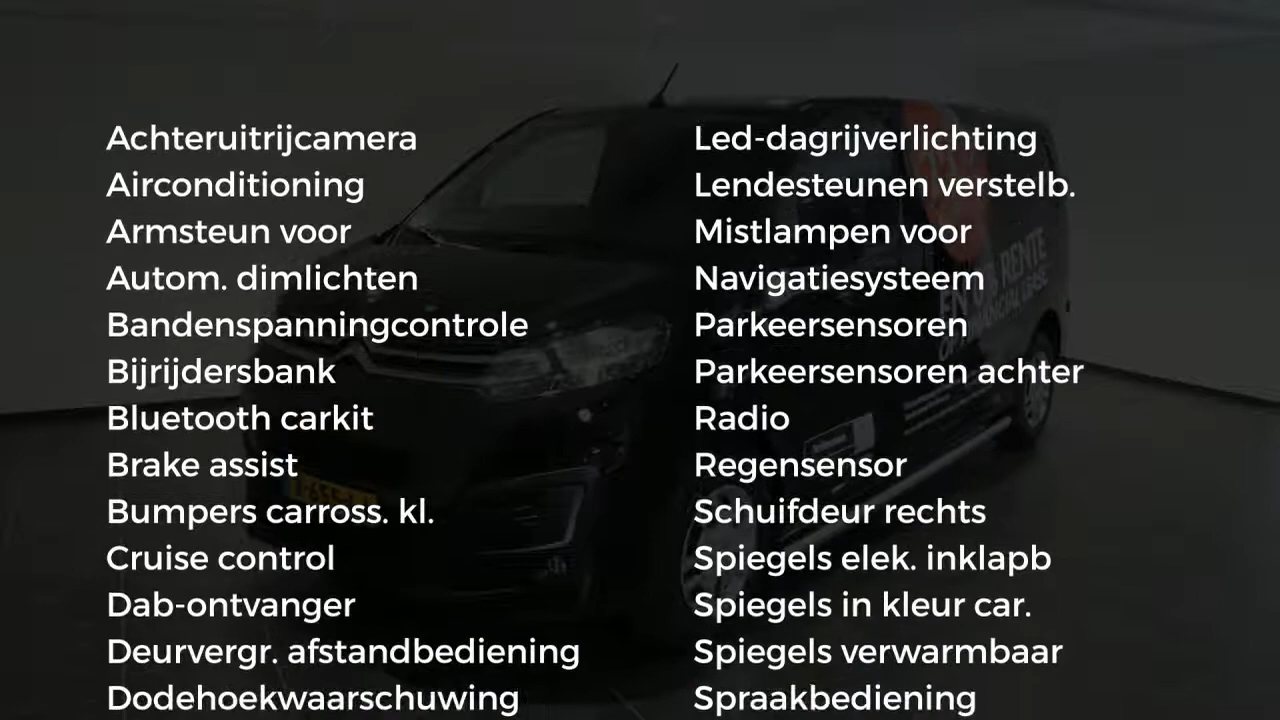 Achteruitrijcamera
Airconditioning
Armsteun voor
Autom. dimlichten
Bandenspanningcontrole
Bijrijdersbank
Bluetooth carkit
Brake assist
Bumpers carross. kl.
Cruise control
Dab-ontvanger
Deurvergr. afstandbediening
Dodehoekwaarschuwing
Led-dagrijverlichting
Lendesteunen verstelb.
Mistlampen voor
Navigatiesysteem
Parkeersensoren
Parkeersensoren achter
Radio
Regensensor
Schuifdeur rechts
Spiegels elek. inklapb
Spiegels in kleur car.
Spiegels verwarmbaar
Spraakbediening
RENTE